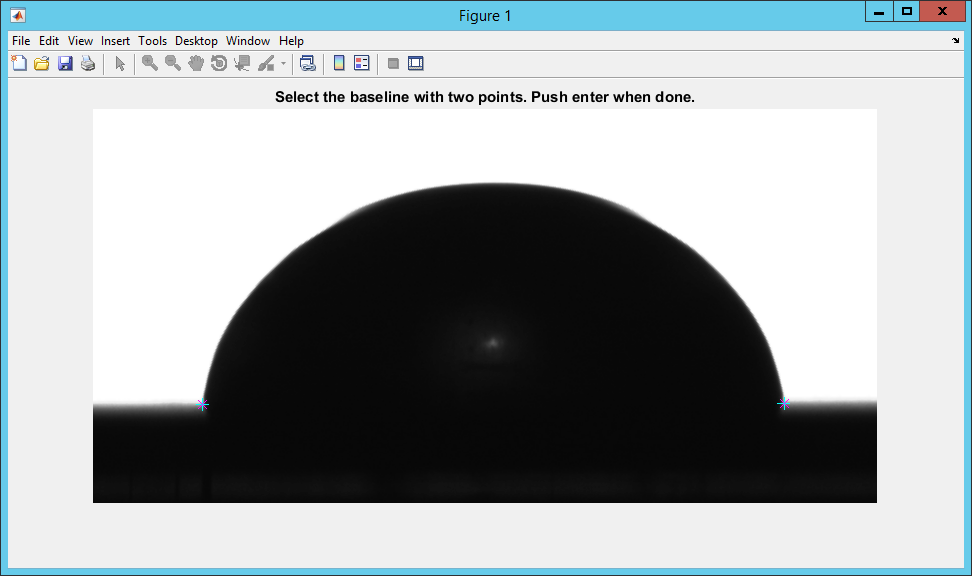 Figure 1
File Edit View Insert Tools Desktop Window Help
Select the baseline with two points. Push enter when done.